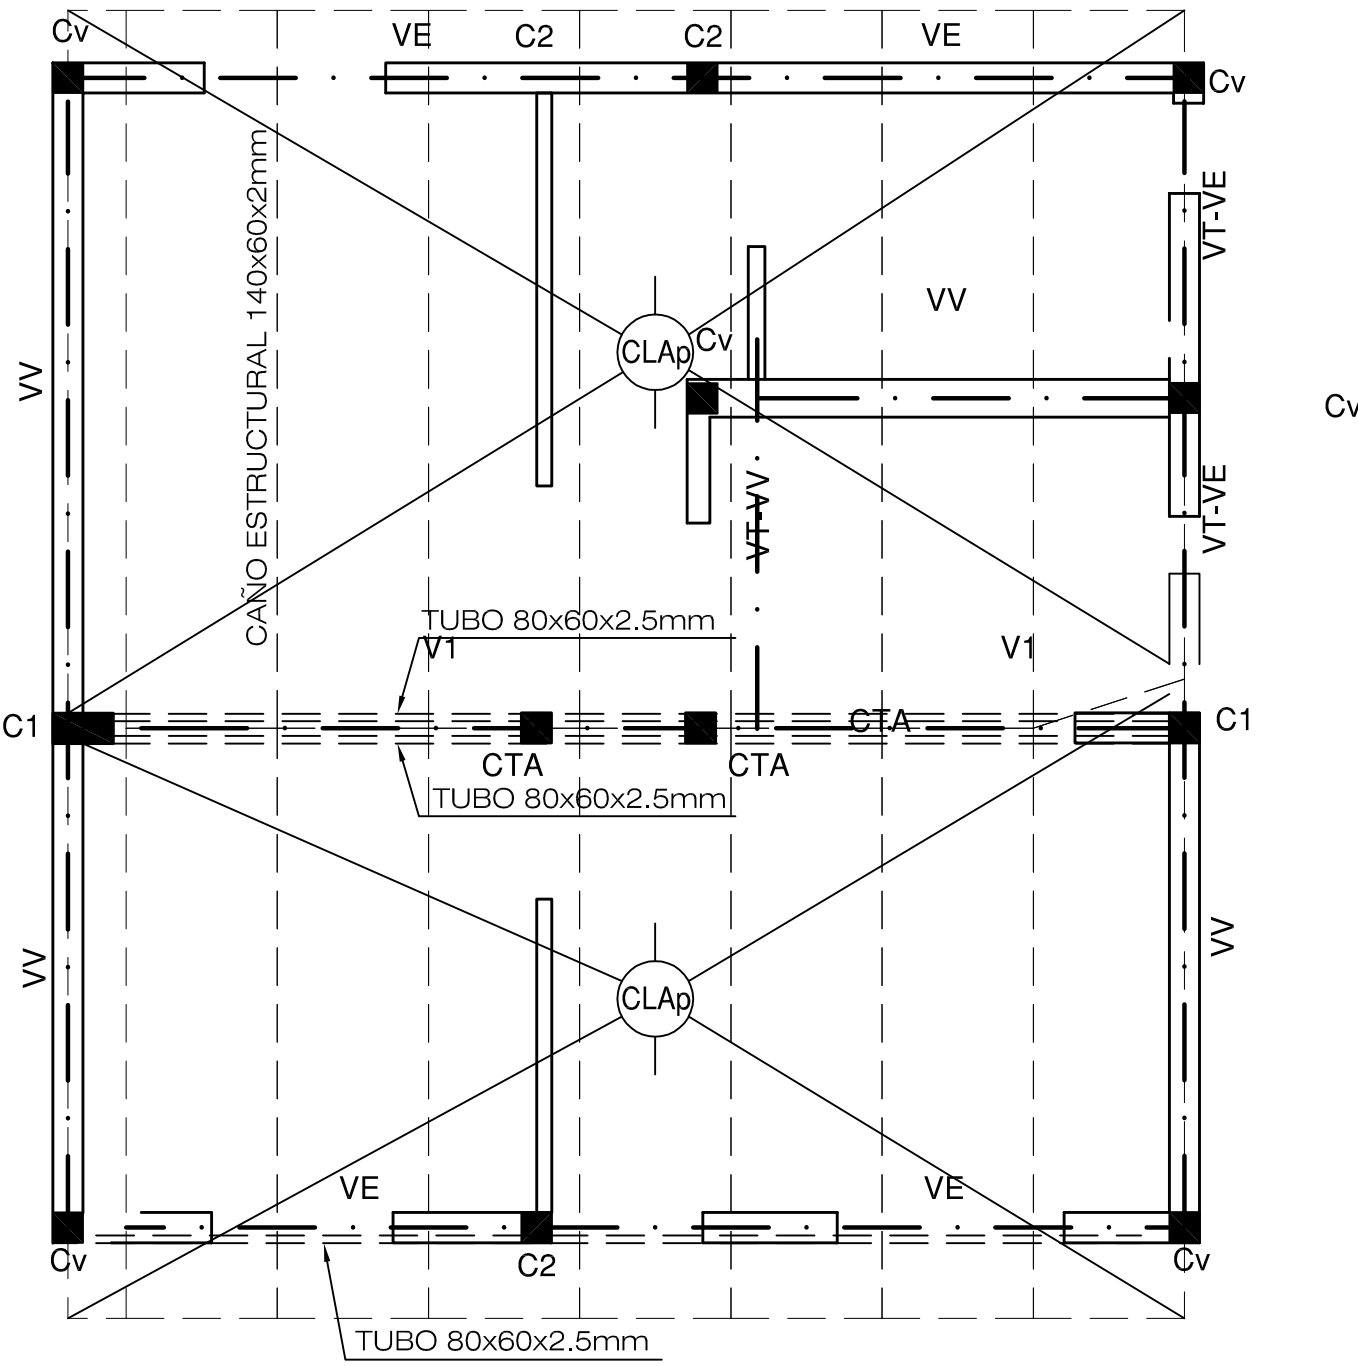 Cv
VE
C2
C2
VE
Cv
CAÑO ESTRUCTURAL 140x60x2mm
VT-VE
VV
CLAp
Cv
VV
Cv
VT-VV
VT-VE
TUBO 80x60x2.5mm
V1
V1
C1
CTA
C1
CTA
CTA
TUBO 80x60x2.5mm
VV
VV
CLAp
VE
VE
Cv
C2
Cv
TUBO 80x60x2.5mm